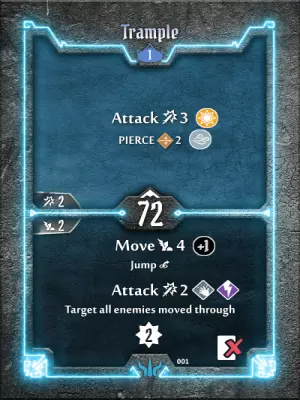 Trample
1
Attack 3
PIERCE 2
2
72
2
Move 4 +1
Jump
Attack 2
Target all enemies moved through
2
001